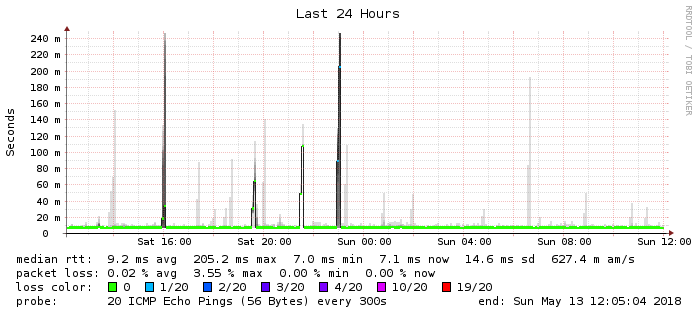 Last 24 Hours
RRDTOOL / TOBI OETIKER
Seconds
240 m
220 m
200 m
180 m
160 m
140 m
120 m
100 m
80 m
60 m
40 m
20 m
0
Sat 16:00 Sat 20:00 Sun 00:00 Sun 04:00 Sun 08:00 Sun 12:00
median rtt: 9.2 ms avg 205.2 ms max 7.0 ms min 7.1 ms now 14.6 ms sd 627.4 m am/s
packet loss: 0.02 % avg 3.55 % max 0.00 % min 0.00 % now
loss color: 0 1/20 2/20 3/20 4/20 10/20 19/20
probe: 20 ICMP Echo Pings (56 Bytes) every 300s end: Sun May 13 12:05:04 2018